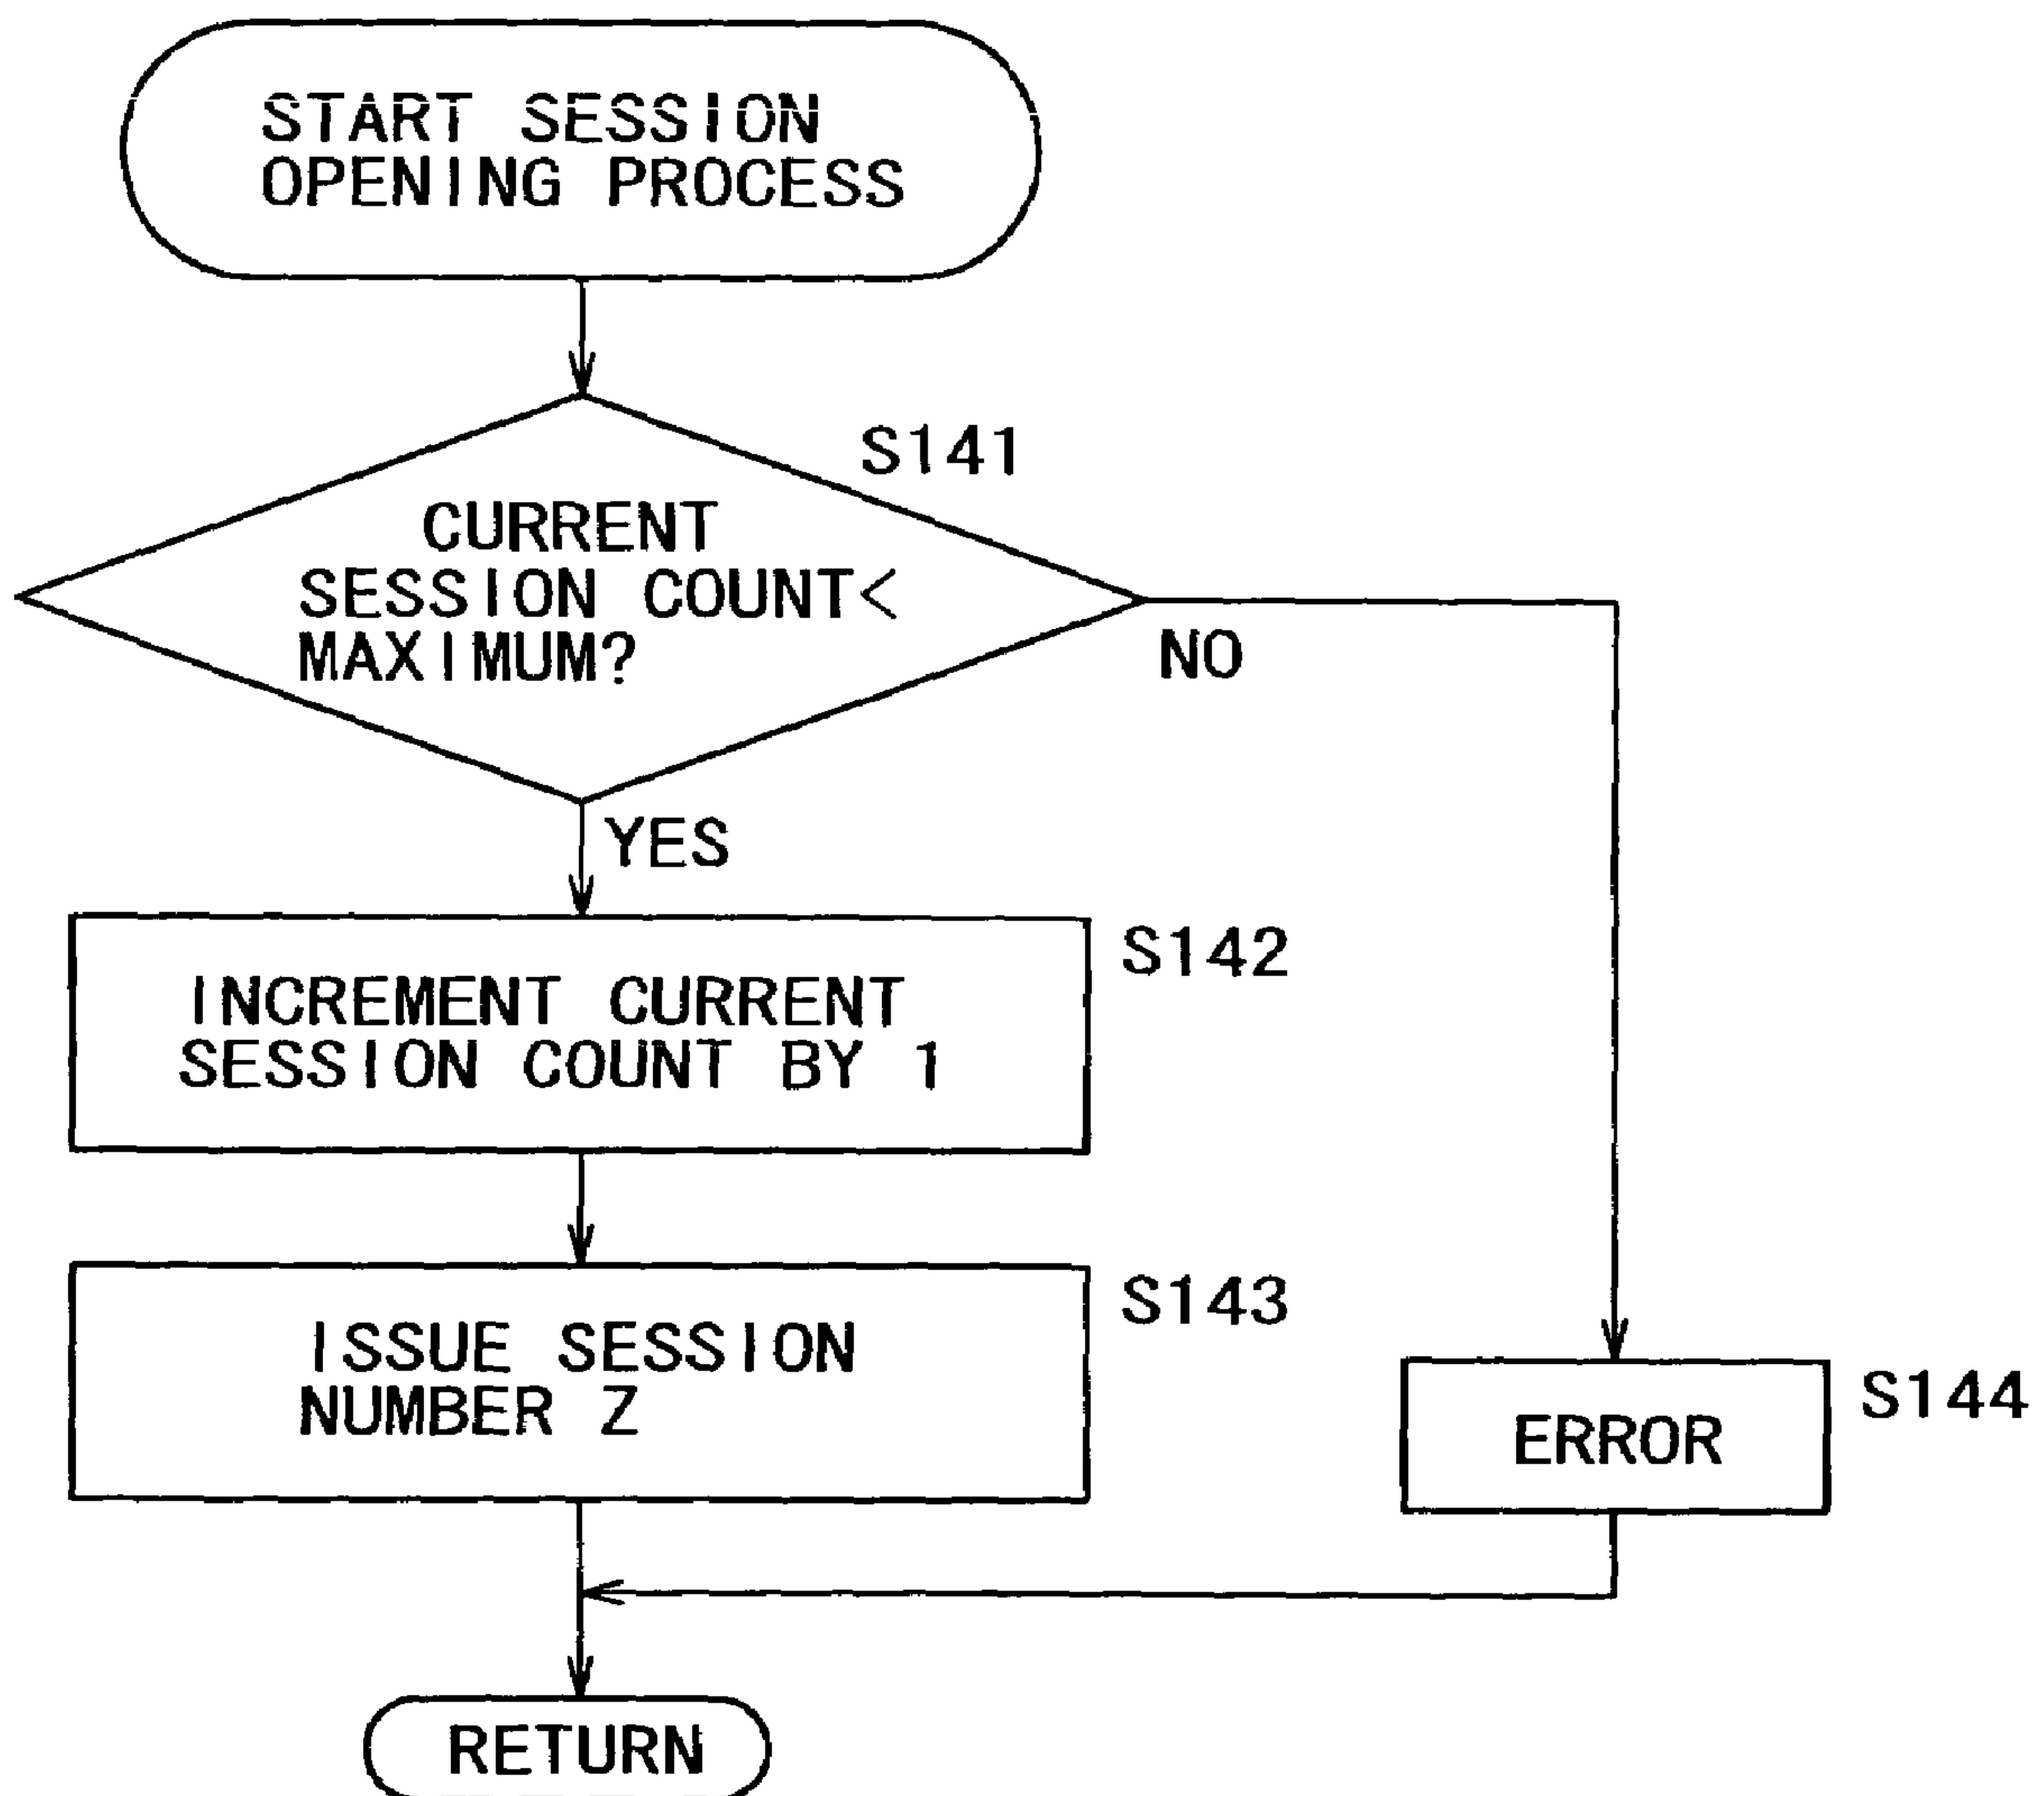 START SESSION
OPENING PROCESS
S141
CURRENT
SESSION COUNT<
MAXIMUM?
NO
YES
S142
INCREMENT CURRENT
SESSION COUNT BY 1
S143
ISSUE SESSION
NUMBER Z
S144
ERROR
RETURN